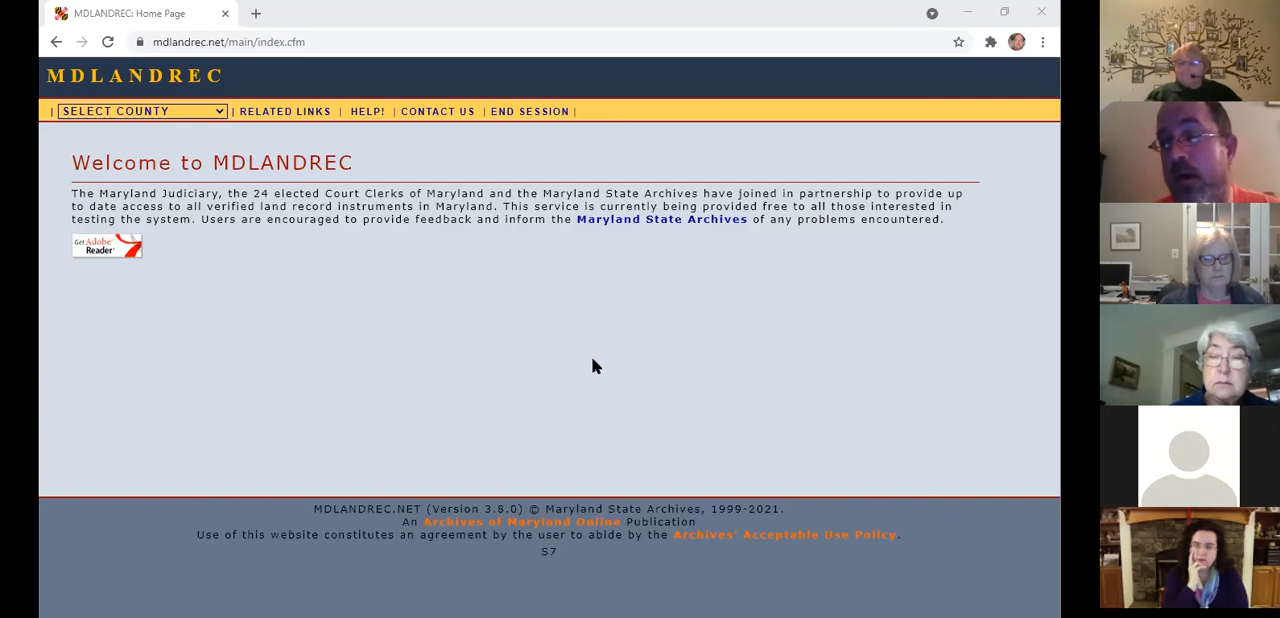 MDLANDREC: Home Page
mdlandrec.net/main/index.cfm
MDLANDREC
| SELECT COUNTY | RELATED LINKS | HELP! | CONTACT US | END SESSION |
Welcome to MDLANDREC
The Maryland Judiciary, the 24 elected Court Clerks of Maryland and the Maryland State Archives have joined in partnership to provide up
to date access to all verified land record instruments in Maryland. This service is currently being provided free to all those interested in
testing the system. Users are encouraged to provide feedback and inform the Maryland State Archives of any problems encountered.
Get Adobe
Reader
MDLANDREC.NET (Version 3.8.0) © Maryland State Archives, 1999-2021.
An Archives of Maryland Online Publication
Use of this website constitutes an agreement by the user to abide by the Archives' Acceptable Use Policy.
S7